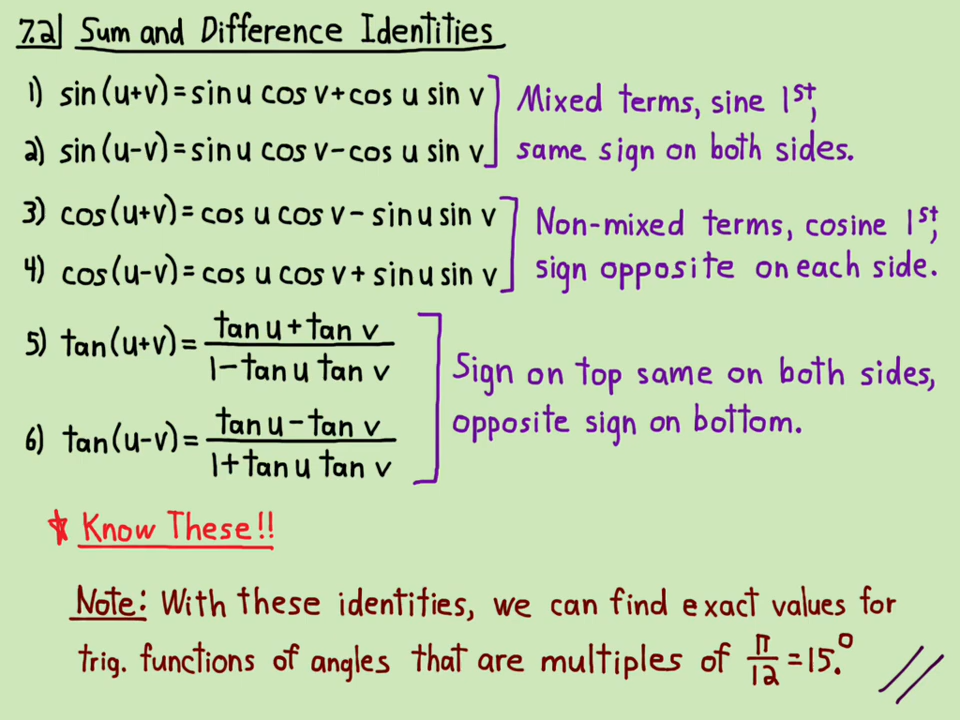 7.2 Sum and Difference Identities
1) sin(u+v)=sin u cos v+cos u sin v
2) sin(u-v)=sin u cos v-cos u sin v
Mixed terms, sine 1st,
same sign on both sides.
3) cos(u+v)=cos u cos v-sin u sin v
4) cos(u-v)=cos u cos v+sin u sin v
Non-mixed terms, cosine 1st,
sign opposite on each side.
5) tan(u+v)=(tan u+tan v)/(1-tan u tan v)
6) tan(u-v)=(tan u-tan v)/(1+tan u tan v)
Sign on top same on both sides,
opposite sign on bottom.
* Know These!!
Note: With these identities, we can find exact values for
trig. functions of angles that are multiples of π/12=15°.